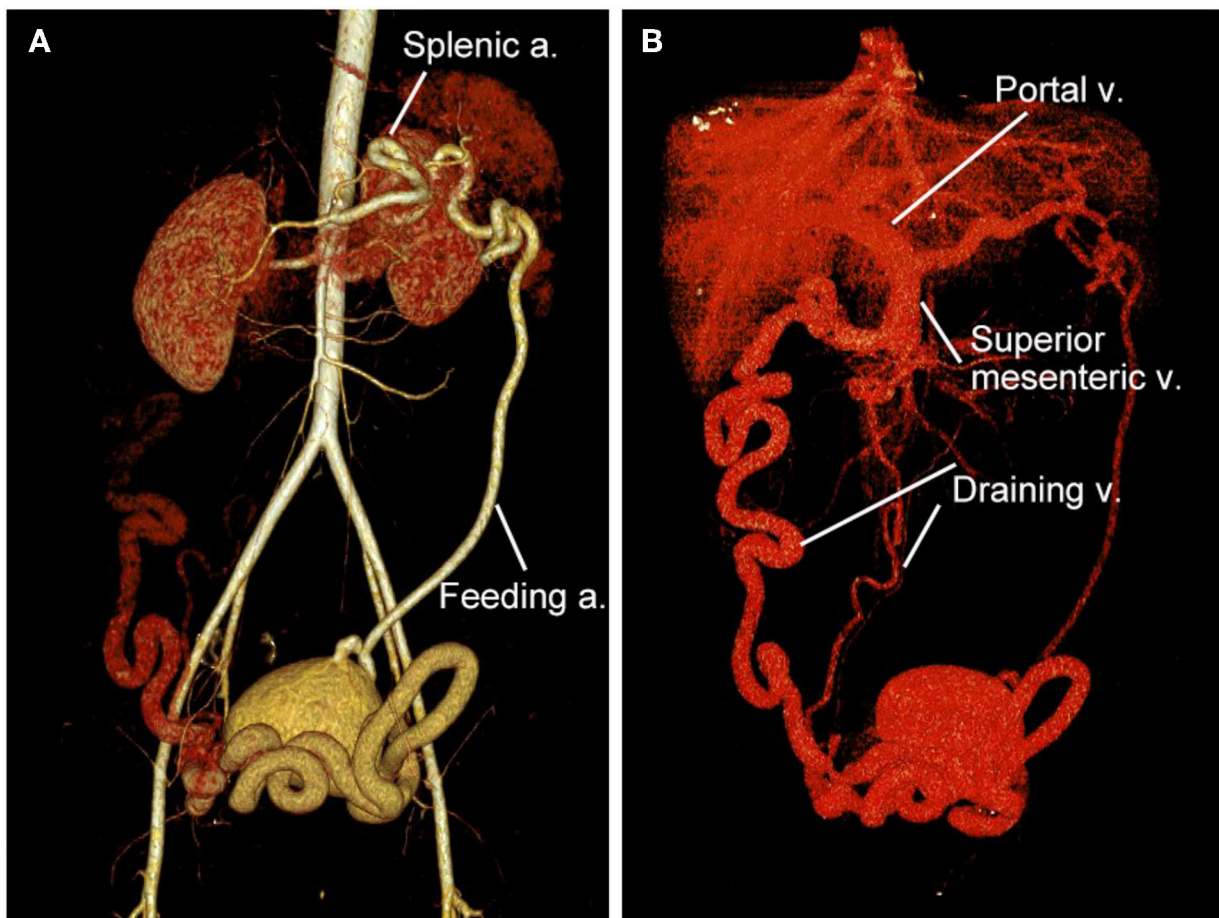 A
Splenic a.
Feeding a.
B
Portal v.
Superior
mesenteric v.
Draining v.